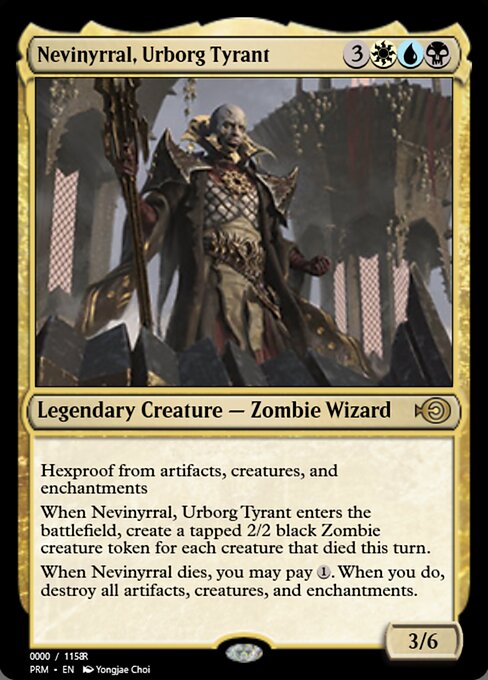 Nevinyrral, Urborg Tyrant 3
Legendary Creature — Zombie Wizard
Hexproof from artifacts, creatures, and
enchantments
When Nevinyrral, Urborg Tyrant enters the
battlefield, create a tapped 2/2 black Zombie
creature token for each creature that died this turn.
When Nevinyrral dies, you may pay 1. When you do,
destroy all artifacts, creatures, and enchantments.
3/6
0000 / 1158R
PRM • EN Yongjae Choi